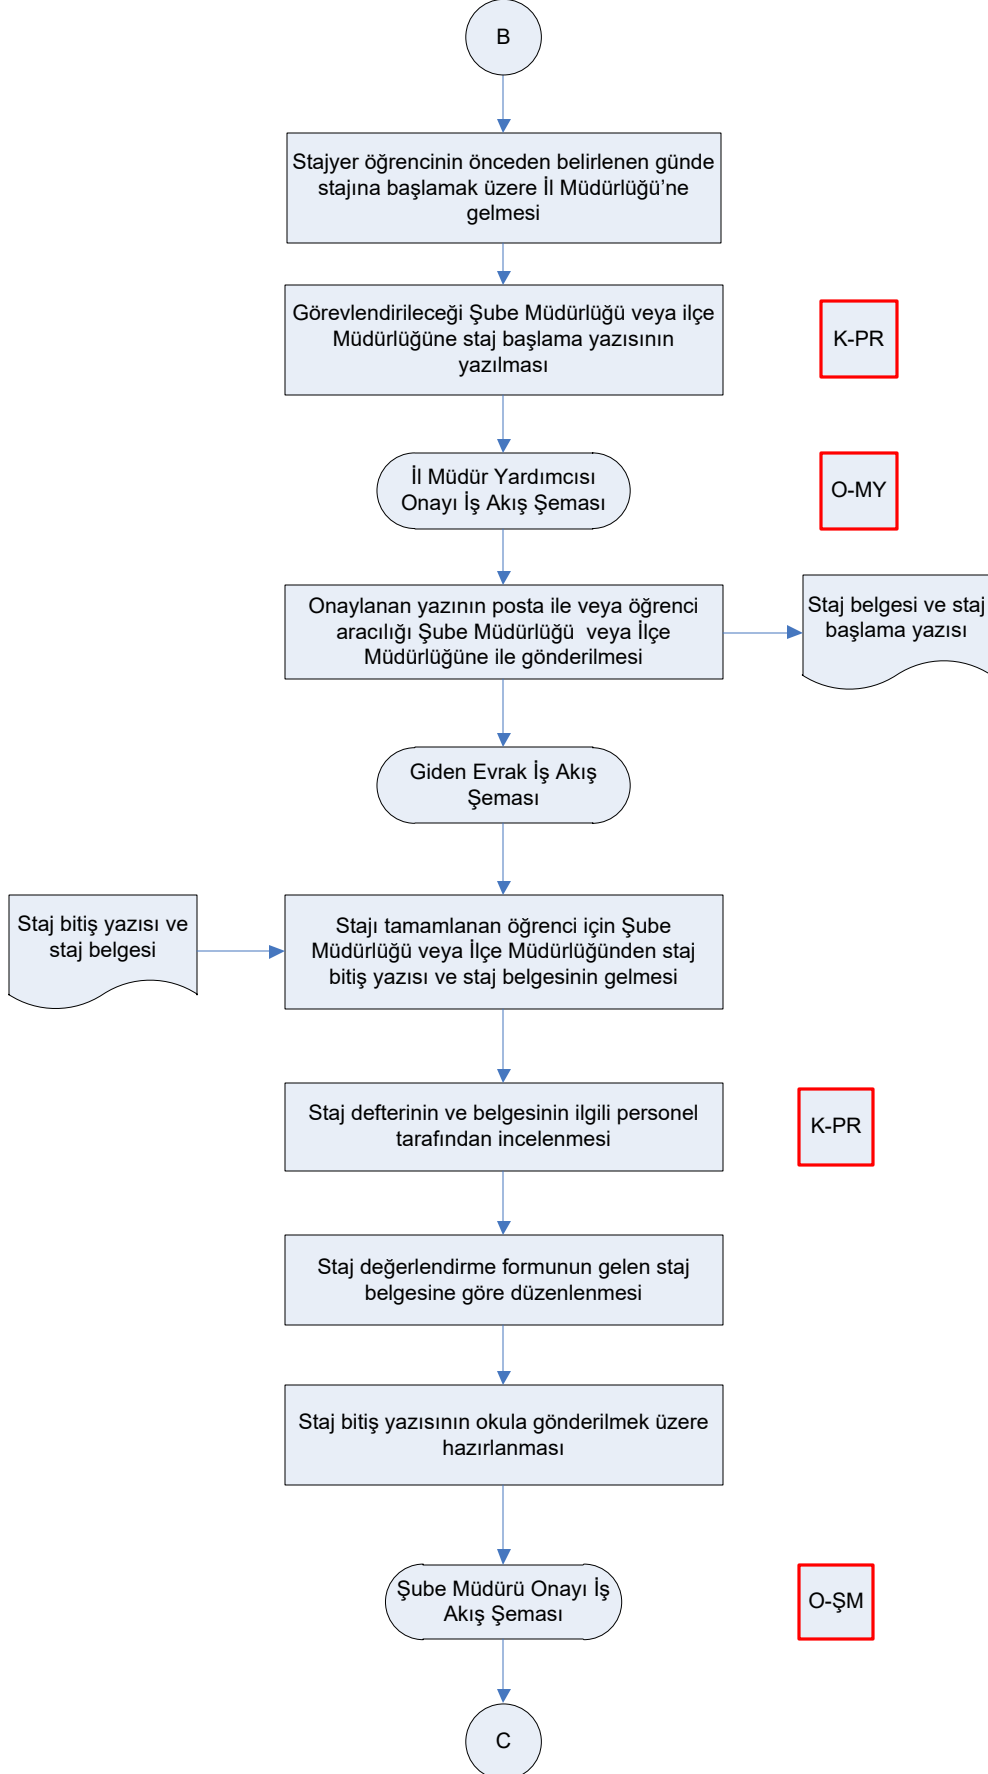 B
Stajyer öğrencinin önceden belirlenen günde
stajına başlamak üzere İl Müdürlüğü’ne
gelmesi
Görevlendirileceği Şube Müdürlüğü veya ilçe
Müdürlüğüne staj başlama yazısının
yazılması
K-PR
İl Müdür Yardımcısı
Onayı İş Akış Şeması
O-MY
Onaylanan yazının posta ile veya öğrenci
aracılığı Şube Müdürlüğü  veya İlçe
Müdürlüğüne ile gönderilmesi
Staj belgesi ve staj
başlama yazısı
Giden Evrak İş Akış
Şeması
Staj bitiş yazısı ve
staj belgesi
Stajı tamamlanan öğrenci için Şube
Müdürlüğü veya İlçe Müdürlüğünden staj
bitiş yazısı ve staj belgesinin gelmesi
Staj defterinin ve belgesinin ilgili personel
tarafından incelenmesi
K-PR
Staj değerlendirme formunun gelen staj
belgesine göre düzenlenmesi
Staj bitiş yazısının okula gönderilmek üzere
hazırlanması
Şube Müdürü Onayı İş
Akış Şeması
O-ŞM
C